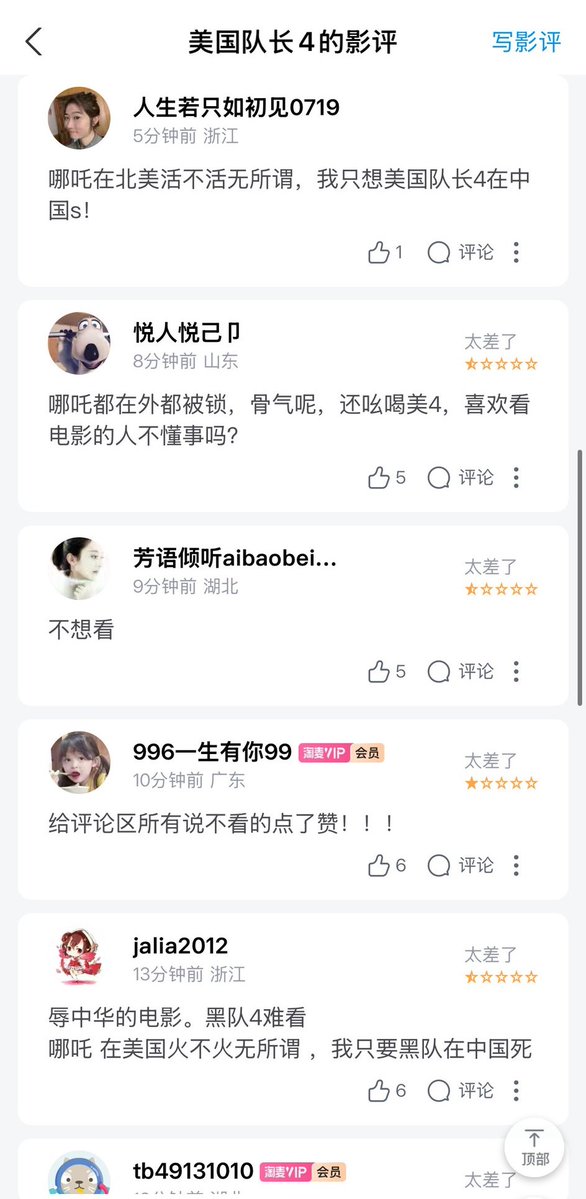 美国队长4的影评
写影评
人生若只如初见0719
5分钟前 浙江
哪吒在北美活不活无所谓，我只想美国队长4在中
国s！
1
评论
悦人悦己卩
8分钟前 山东
太差了
哪吒都在外都被锁，骨气呢，还吆喝美4，喜欢看
电影的人不懂事吗？
5
评论
芳语倾听aibaobei...
9分钟前 湖北
太差了
不想看
5
评论
996一生有你99 淘麦VIP 会员
10分钟前 广东
太差了
给评论区所有说不看的点了赞！！！
6
评论
jalia2012
13分钟前 浙江
太差了
辱中华的电影。黑队4难看
哪吒 在美国火不火无所谓 ，我只要黑队在中国死
6
评论
顶部
tb49131010 淘麦VIP 会员
太差了